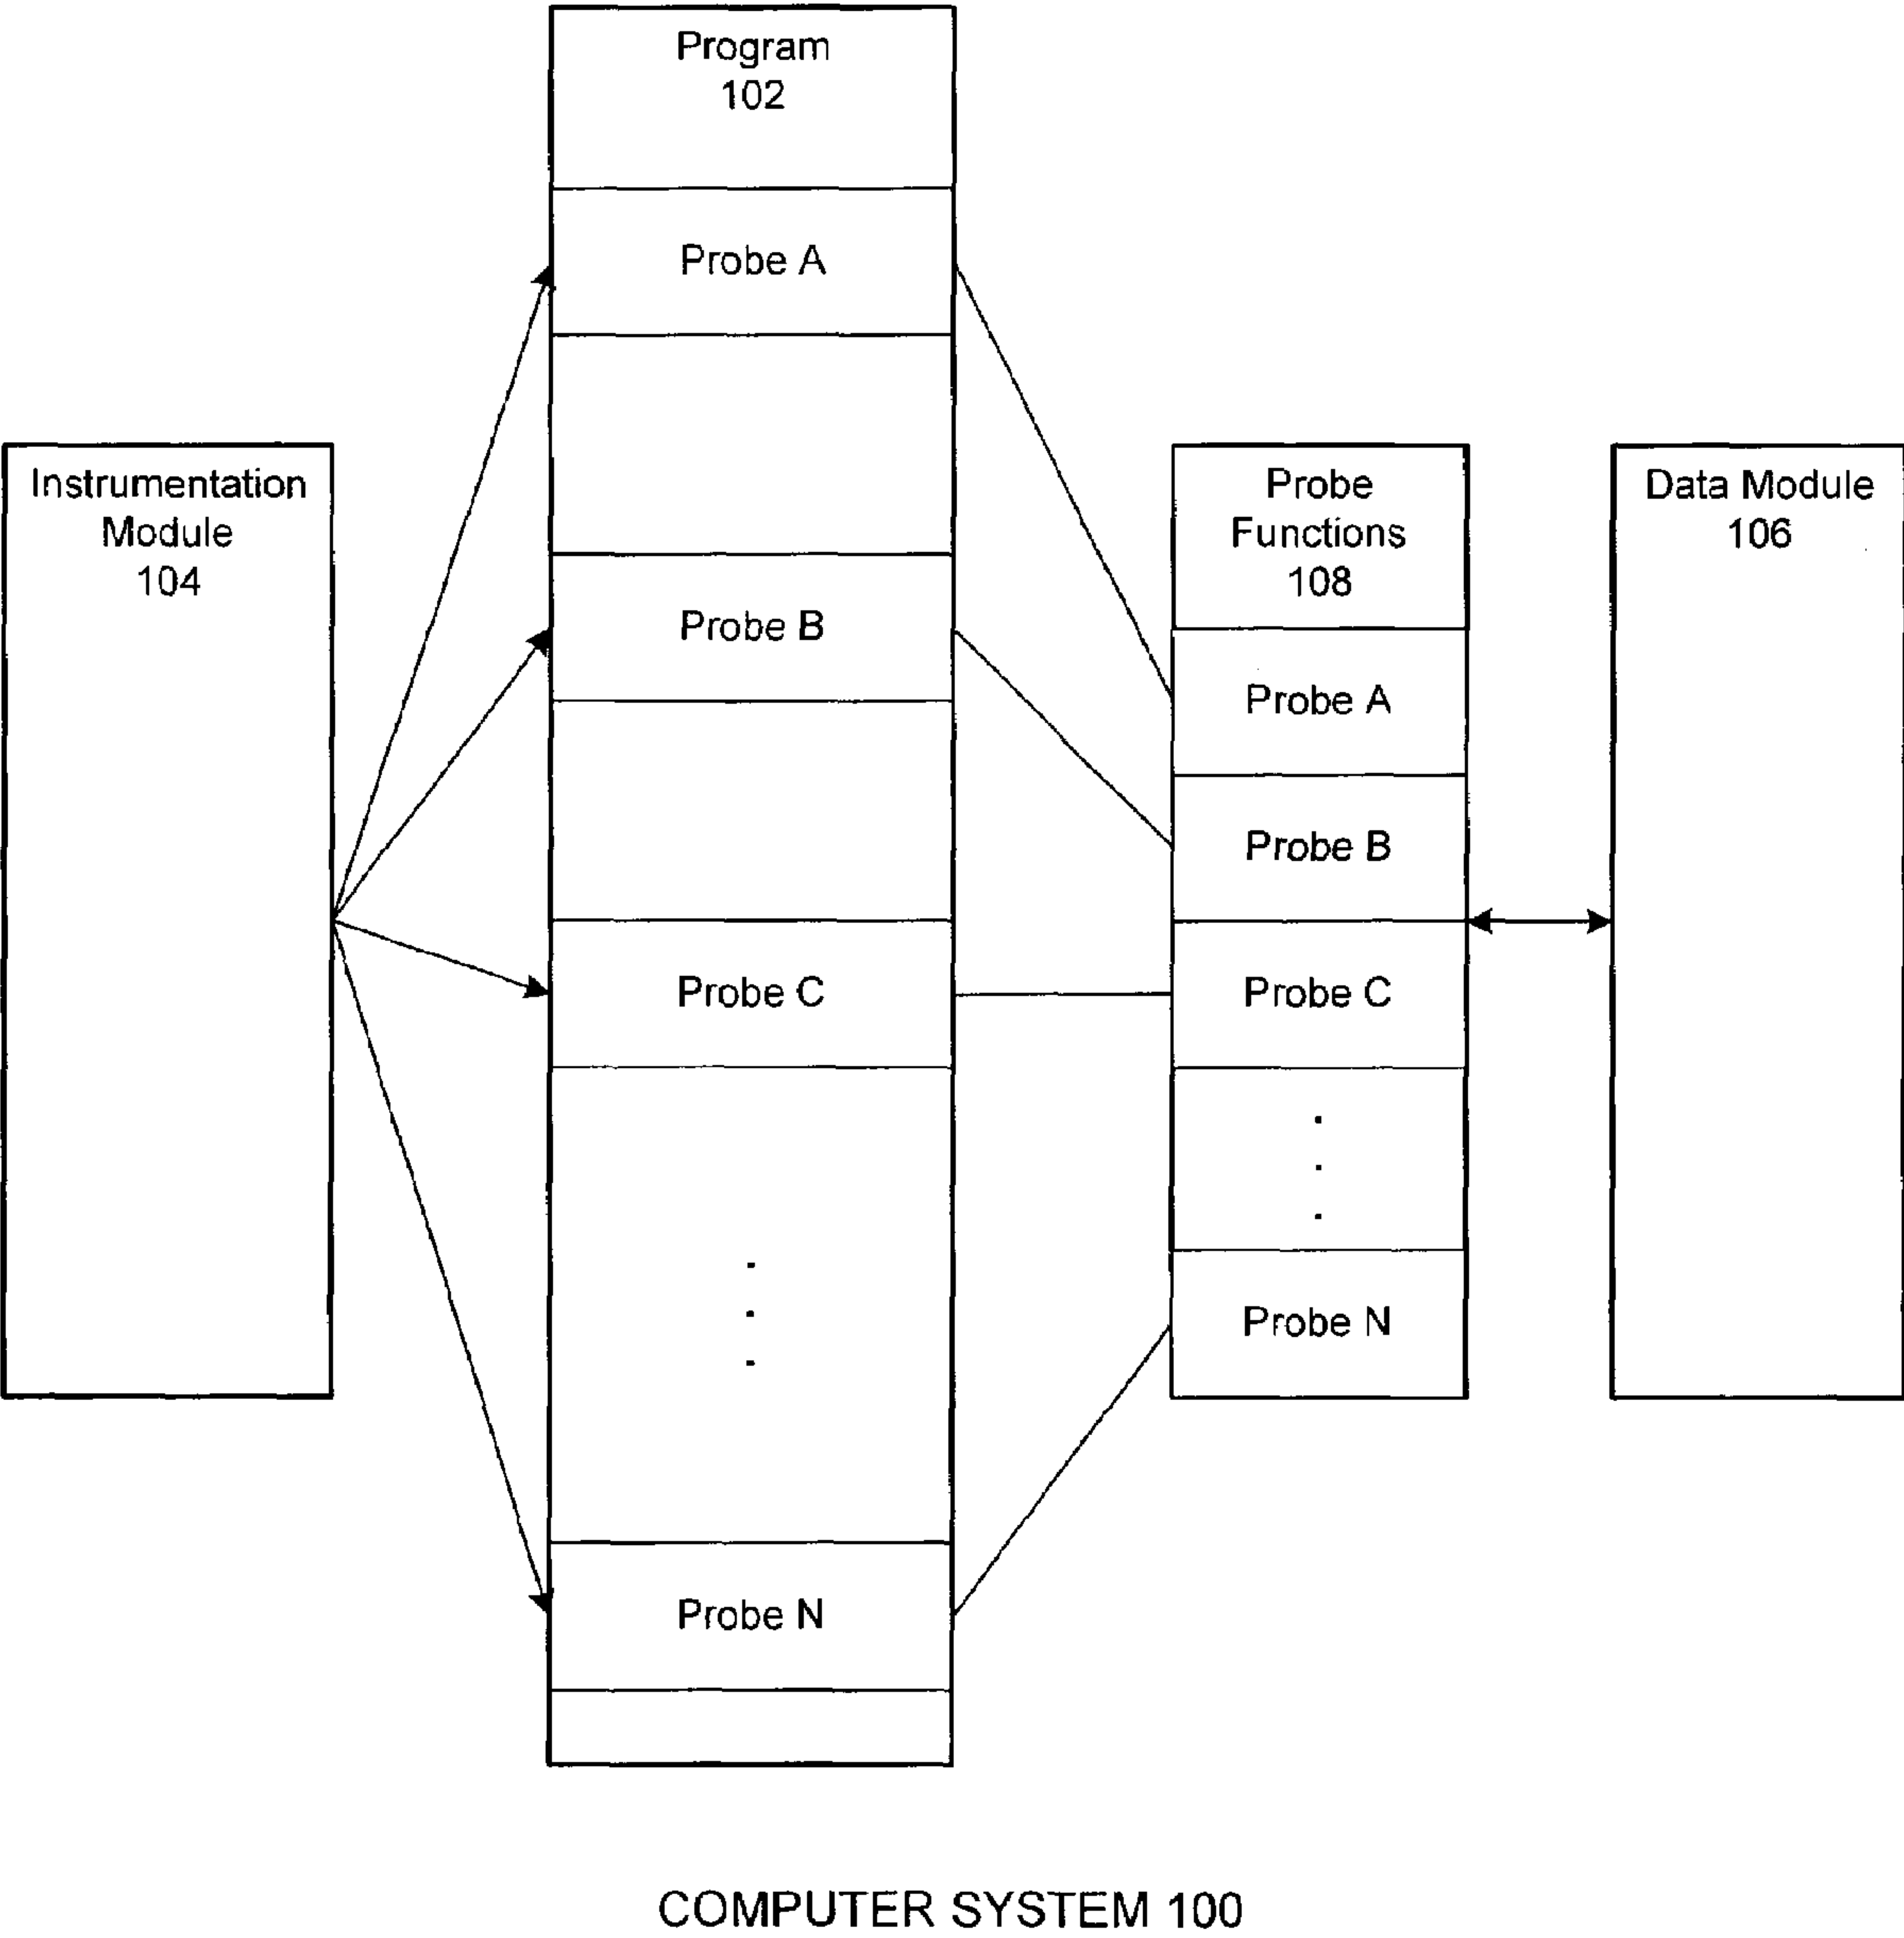 Program
102
Probe A
Probe B
Probe C
.
.
.
Probe N
Instrumentation
Module
104
Probe
Functions
108
Probe A
Probe B
Probe C
.
.
.
Probe N
Data Module
106
COMPUTER SYSTEM 100